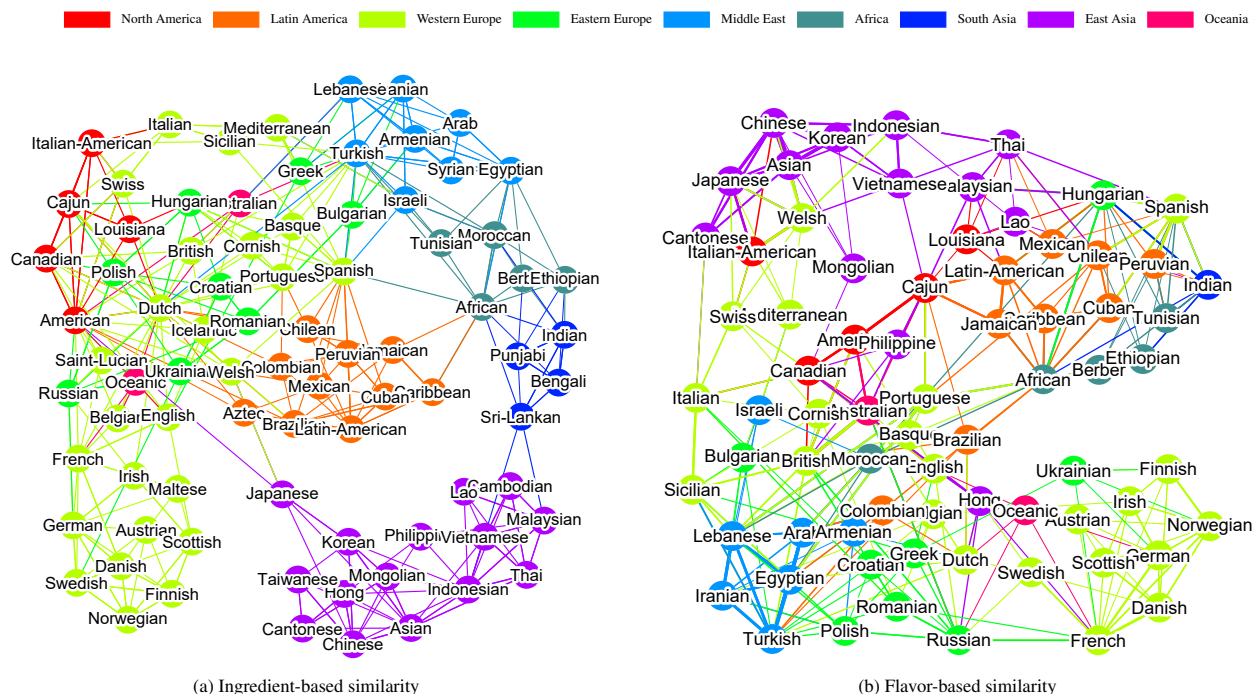 North America Latin America Western Europe Eastern Europe Middle East Africa South Asia East Asia Oceania
Lebanese
Italian
Mediterranean
Arab
Italian-American
Sicilian
Armenian
Turkish
Greek
Syrian
Egyptian
Swiss
Cajun
Hungarian
Israeli
Louisiana
Basque
Bulgarian
British
Cornish
Tunisian
Moroccan
Canadian
Polish
Croatian
Spanish
Ethiopian
American
Dutch
Romanian
Chilean
African
Indian
Saint-Lucian
Welsh
Peruvian
Punjabi
Russian
Oceanic
Mexican
Cuban
Caribbean
Bengali
English
Aztec
Latin-American
Sri-Lankan
French
Irish
Maltese
Japanese
Lao
Cambodian
German
Austrian
Scottish
Korean
Vietnamese
Malaysian
Danish
Swedish
Finnish
Taiwanese
Mongolian
Hong
Indonesian
Thai
Norwegian
Cantonese
Chinese
Asian
(a) Ingredient-based similarity
Chinese
Korean
Indonesian
Thai
Asian
Japanese
Vietnamese
Hungarian
Spanish
Welsh
Lao
Cantonese
Italian-American
Louisiana
Mexican
Mongolian
Latin-American
Peruvian
Cajun
Indian
Cuban
Tunisian
Jamaican
Philippine
Ethiopian
Canadian
African
Berber
Italian
Israeli
Cornish
Portuguese
Brazilian
Bulgarian
British
Moroccan
English
Ukrainian
Finnish
Sicilian
Hong
Irish
Colombian
Oceanic
Austrian
Norwegian
Lebanese
Armenian
Greek
Dutch
German
Scottish
Egyptian
Croatian
Swedish
Iranian
Romanian
Danish
Turkish
Polish
Russian
French
(b) Flavor-based similarity